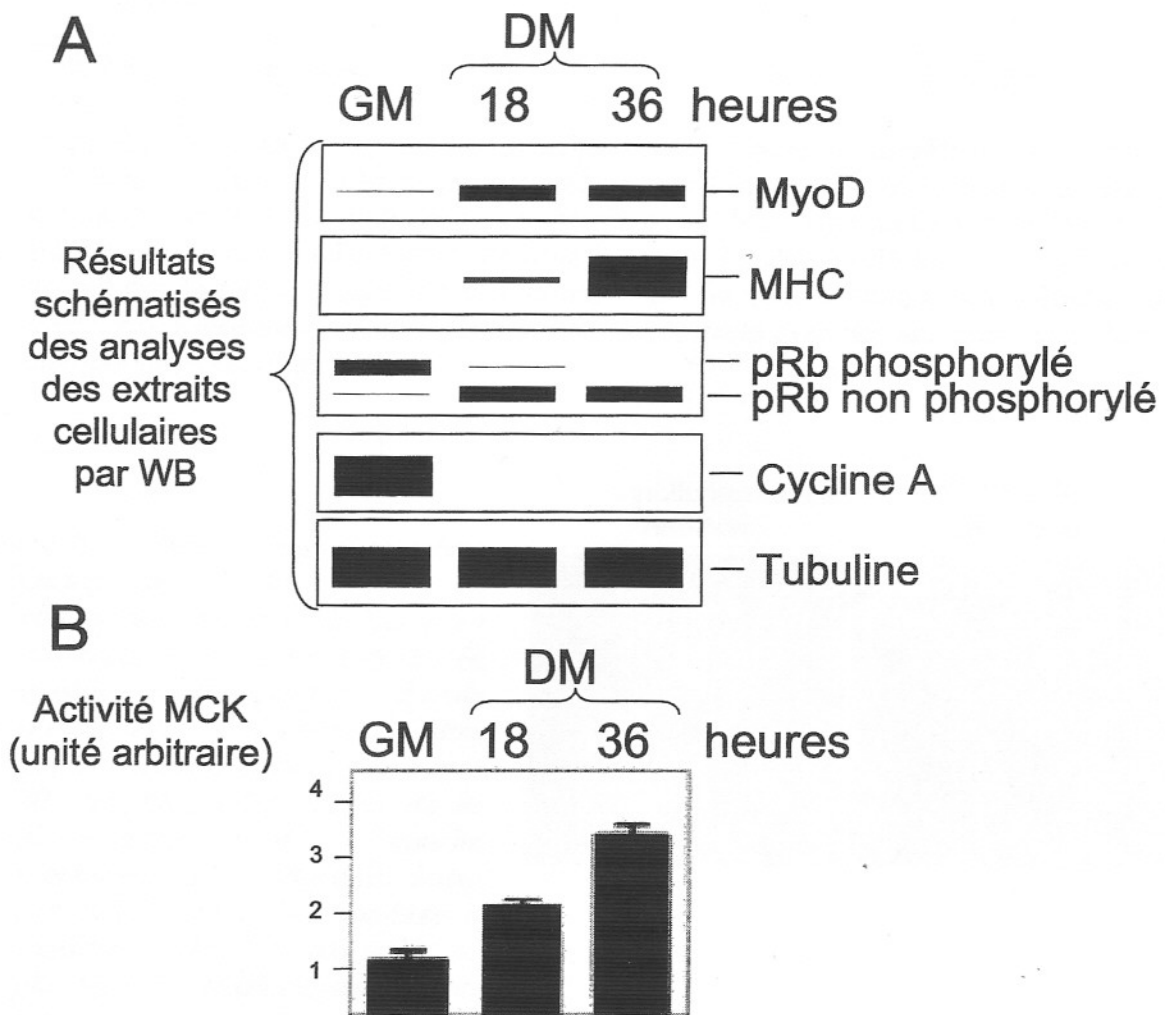 A
DM
GM 18 36 heures
MyoD
MHC
pRb phosphorylé
pRb non phosphorylé
Cycline A
Tubuline
Résultats
schématisés
des analyses
des extraits
cellulaires
par WB
B
DM
Activité MCK
(unité arbitraire)
GM 18 36 heures
4
3
2
1